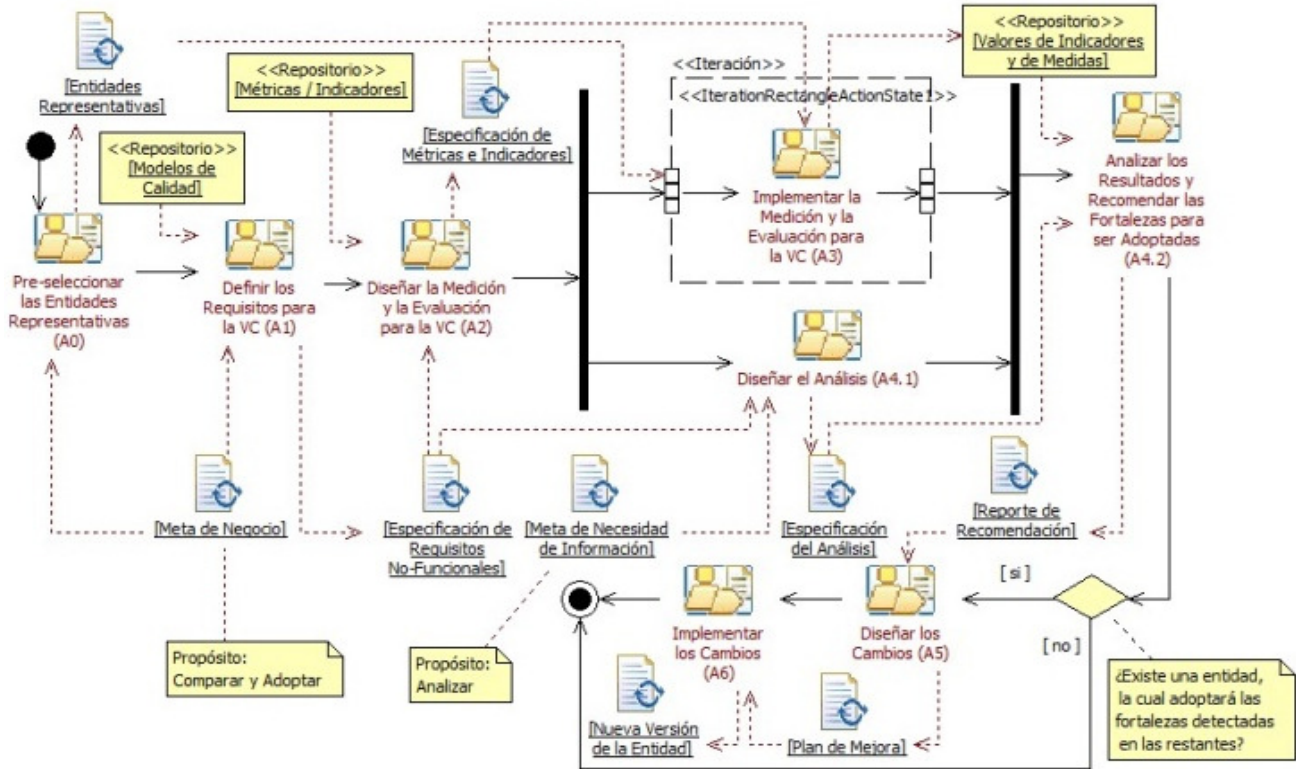 [Entidades
Representativas]
<<Repositorio>>
[Modelos de
Calidad]
<<Repositorio>>
[Métricas / Indicadores]
[Especificación de
Métricas e Indicadores]
<<Iteración>>
<<IterationRectangleActionState1>>
<<Repositorio>>
[Valores de Indicadores
y de Medidas]
Pre-seleccionar
las Entidades
Representativas
(A0)
Definir los
Requisitos para
la VC (A1)
Diseñar la Medición
y la Evaluación
para la VC (A2)
Implementar la
Medición y la
Evaluación para
la VC (A3)
Analizar los
Resultados y
Recomendar las
Fortalezas para
ser Adoptadas
(A4.2)
Diseñar el Análisis (A4.1)
[Meta de Negocio]
[Especificación de
Requisitos
No-Funcionales]
[Meta de Necesidad
de Información]
[Especificación
del Análisis]
[Reporte de
Recomendación]
[ si ]
[ no ]
Implementar
los Cambios
(A6)
Diseñar los
Cambios (A5)
Propósito:
Comparar y Adoptar
Propósito:
Analizar
[Nueva Versión
de la Entidad]
[Plan de Mejora]
¿Existe una entidad,
la cual adoptará las
fortalezas detectadas
en las restantes?